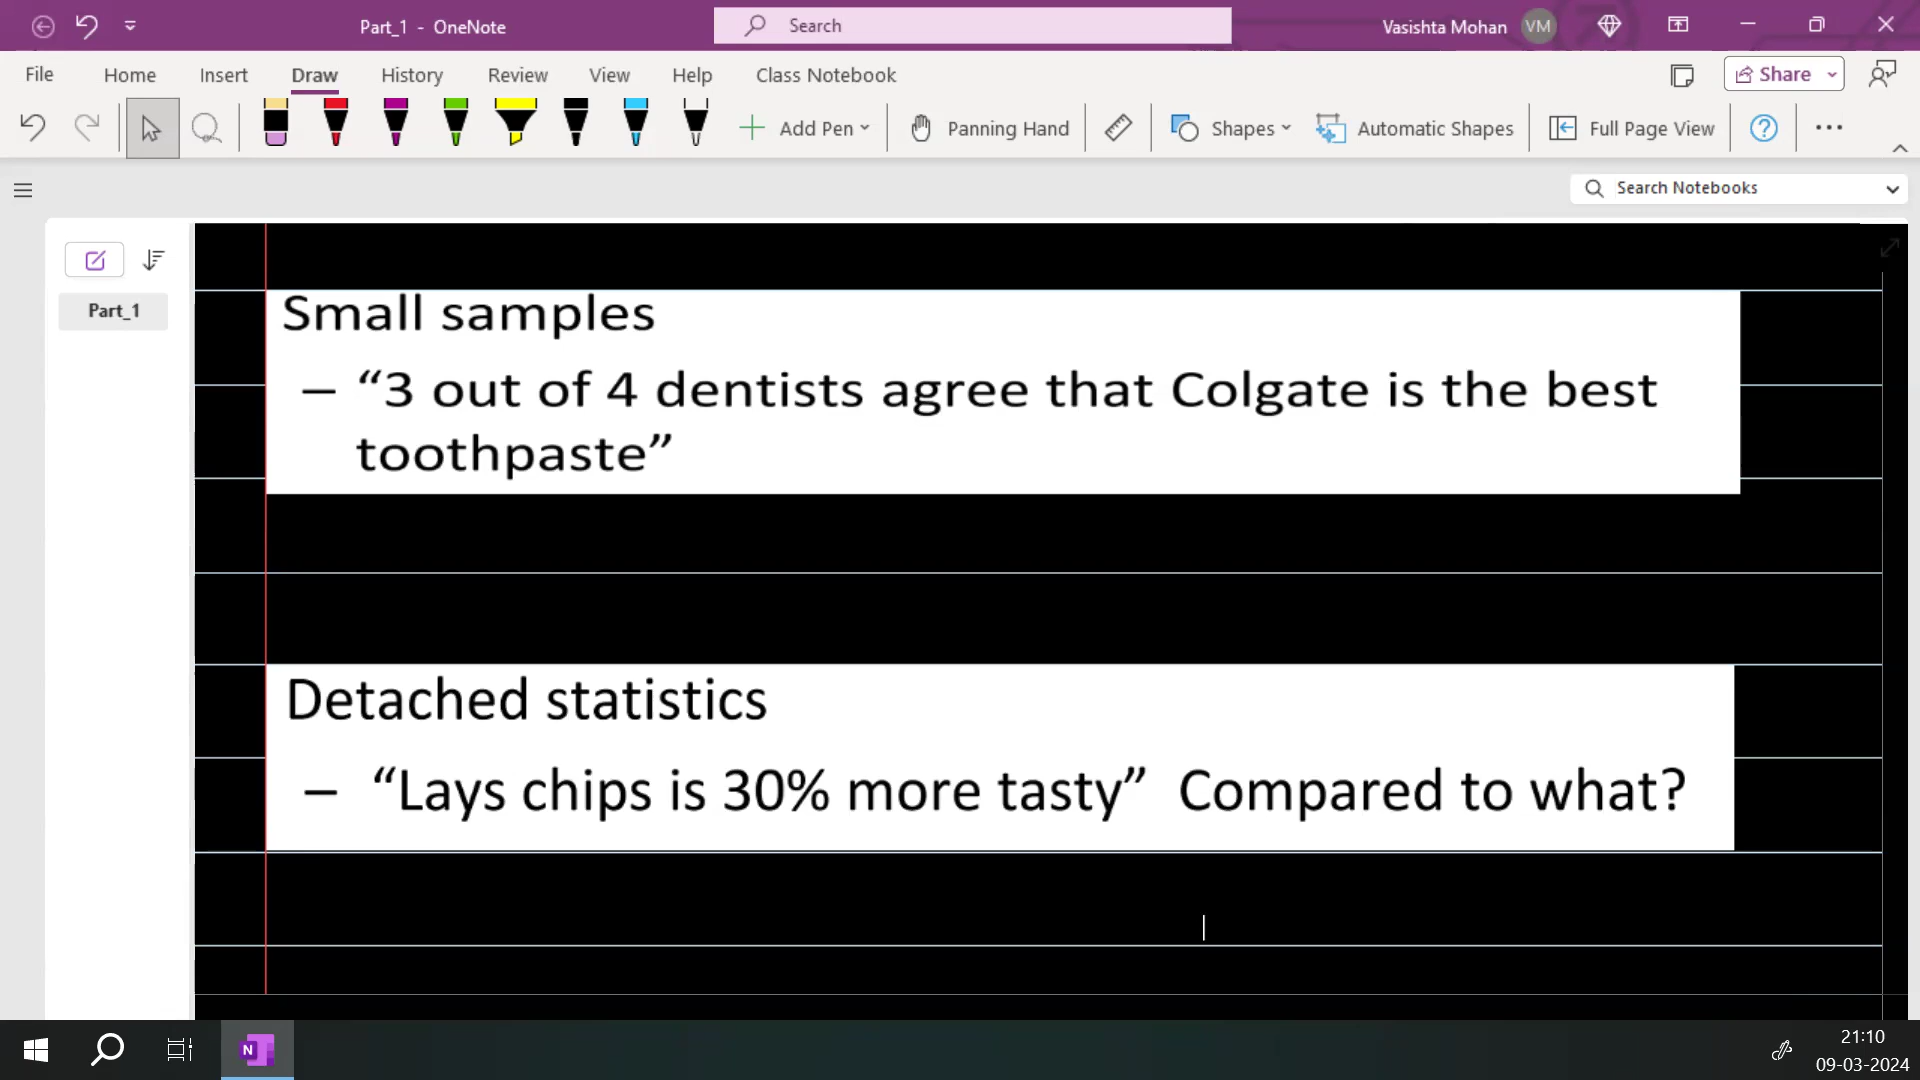 Part_1 - OneNote
Search
Vasishta Mohan
VM
File
Home
Insert
Draw
History
Review
View
Help
Class Notebook
Share
Add Pen
Panning Hand
Shapes
Automatic Shapes
Full Page View
Search Notebooks
Part_1
Small samples
– “3 out of 4 dentists agree that Colgate is the best
toothpaste”
Detached statistics
– “Lays chips is 30% more tasty” Compared to what?
N
21:10
09-03-2024